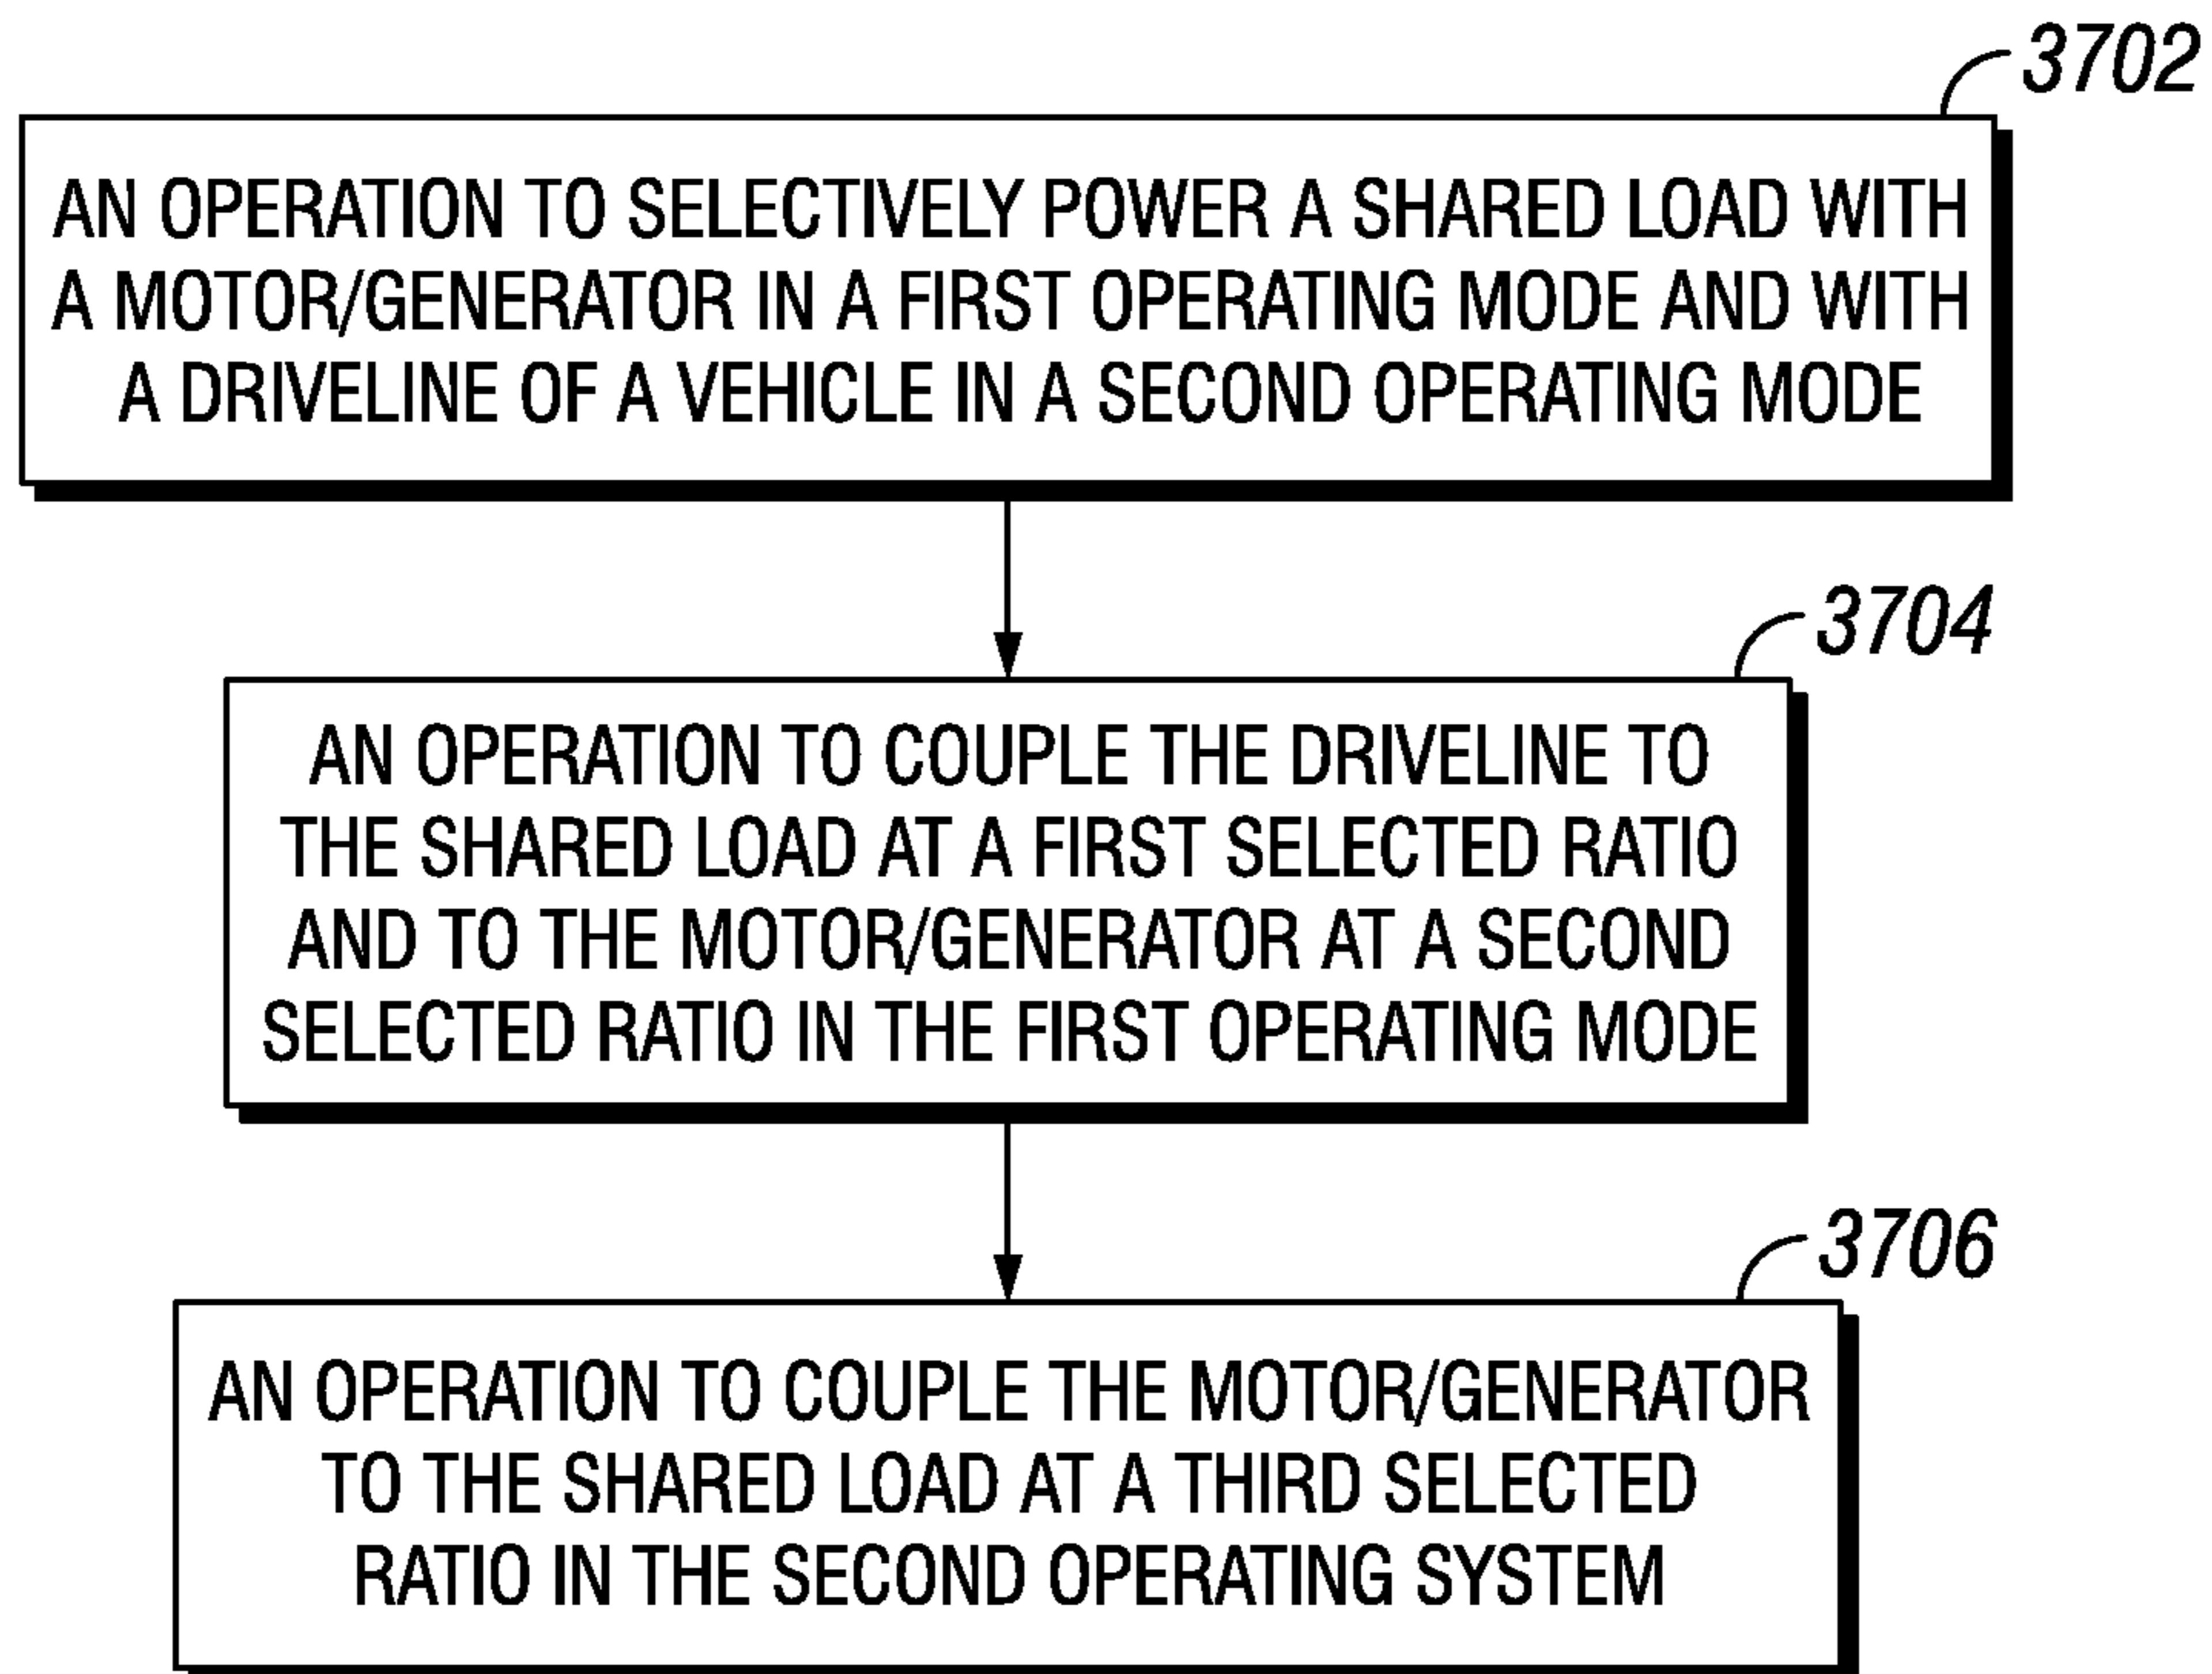 3702
AN OPERATION TO SELECTIVELY POWER A SHARED LOAD WITH
A MOTOR/GENERATOR IN A FIRST OPERATING MODE AND WITH
A DRIVELINE OF A VEHICLE IN A SECOND OPERATING MODE
3704
AN OPERATION TO COUPLE THE DRIVELINE TO
THE SHARED LOAD AT A FIRST SELECTED RATIO
AND TO THE MOTOR/GENERATOR AT A SECOND
SELECTED RATIO IN THE FIRST OPERATING MODE
3706
AN OPERATION TO COUPLE THE MOTOR/GENERATOR
TO THE SHARED LOAD AT A THIRD SELECTED
RATIO IN THE SECOND OPERATING SYSTEM